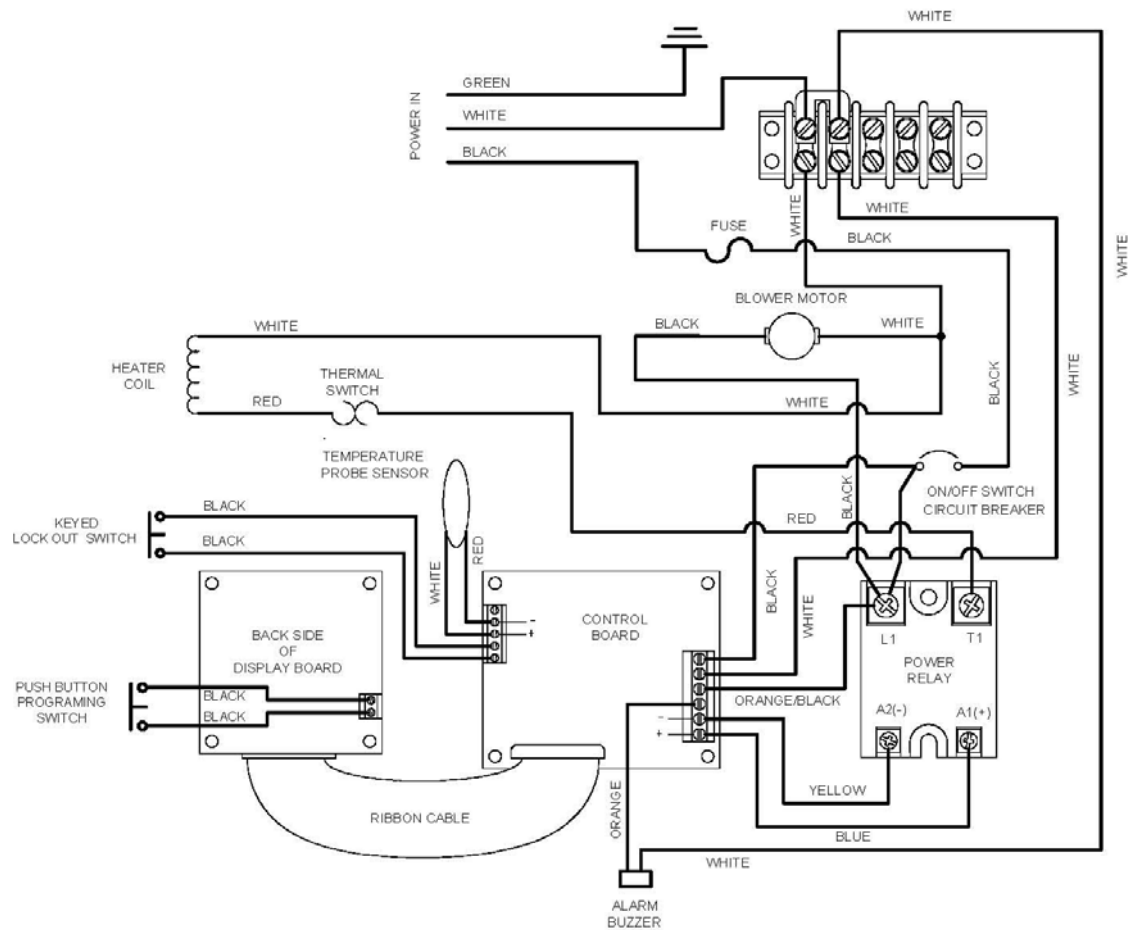 WHITE
GREEN
WHITE
BLACK
POWER IN
WHITE
WHITE
FUSE
BLACK
WHITE
BLOWER MOTOR
BLACK
WHITE
WHITE
BLACK
WHITE
HEATER
COIL
THERMAL
SWITCH
RED
WHITE
TEMPERATURE
PROBE SENSOR
ON/OFF SWITCH
CIRCUIT BREAKER
BLACK
RED
KEYED
LOCK OUT SWITCH
BLACK
BLACK
WHITE
RED
BLACK
WHITE
BACK SIDE
OF
DISPLAY BOARD
CONTROL
BOARD
-
+
L1
T1
POWER
RELAY
A2(-)
A1(+)
PUSH BUTTON
PROGRAMING
SWITCH
BLACK
BLACK
ORANGE/BLACK
-
+
YELLOW
BLUE
RIBBON CABLE
ORANGE
WHITE
ALARM
BUZZER